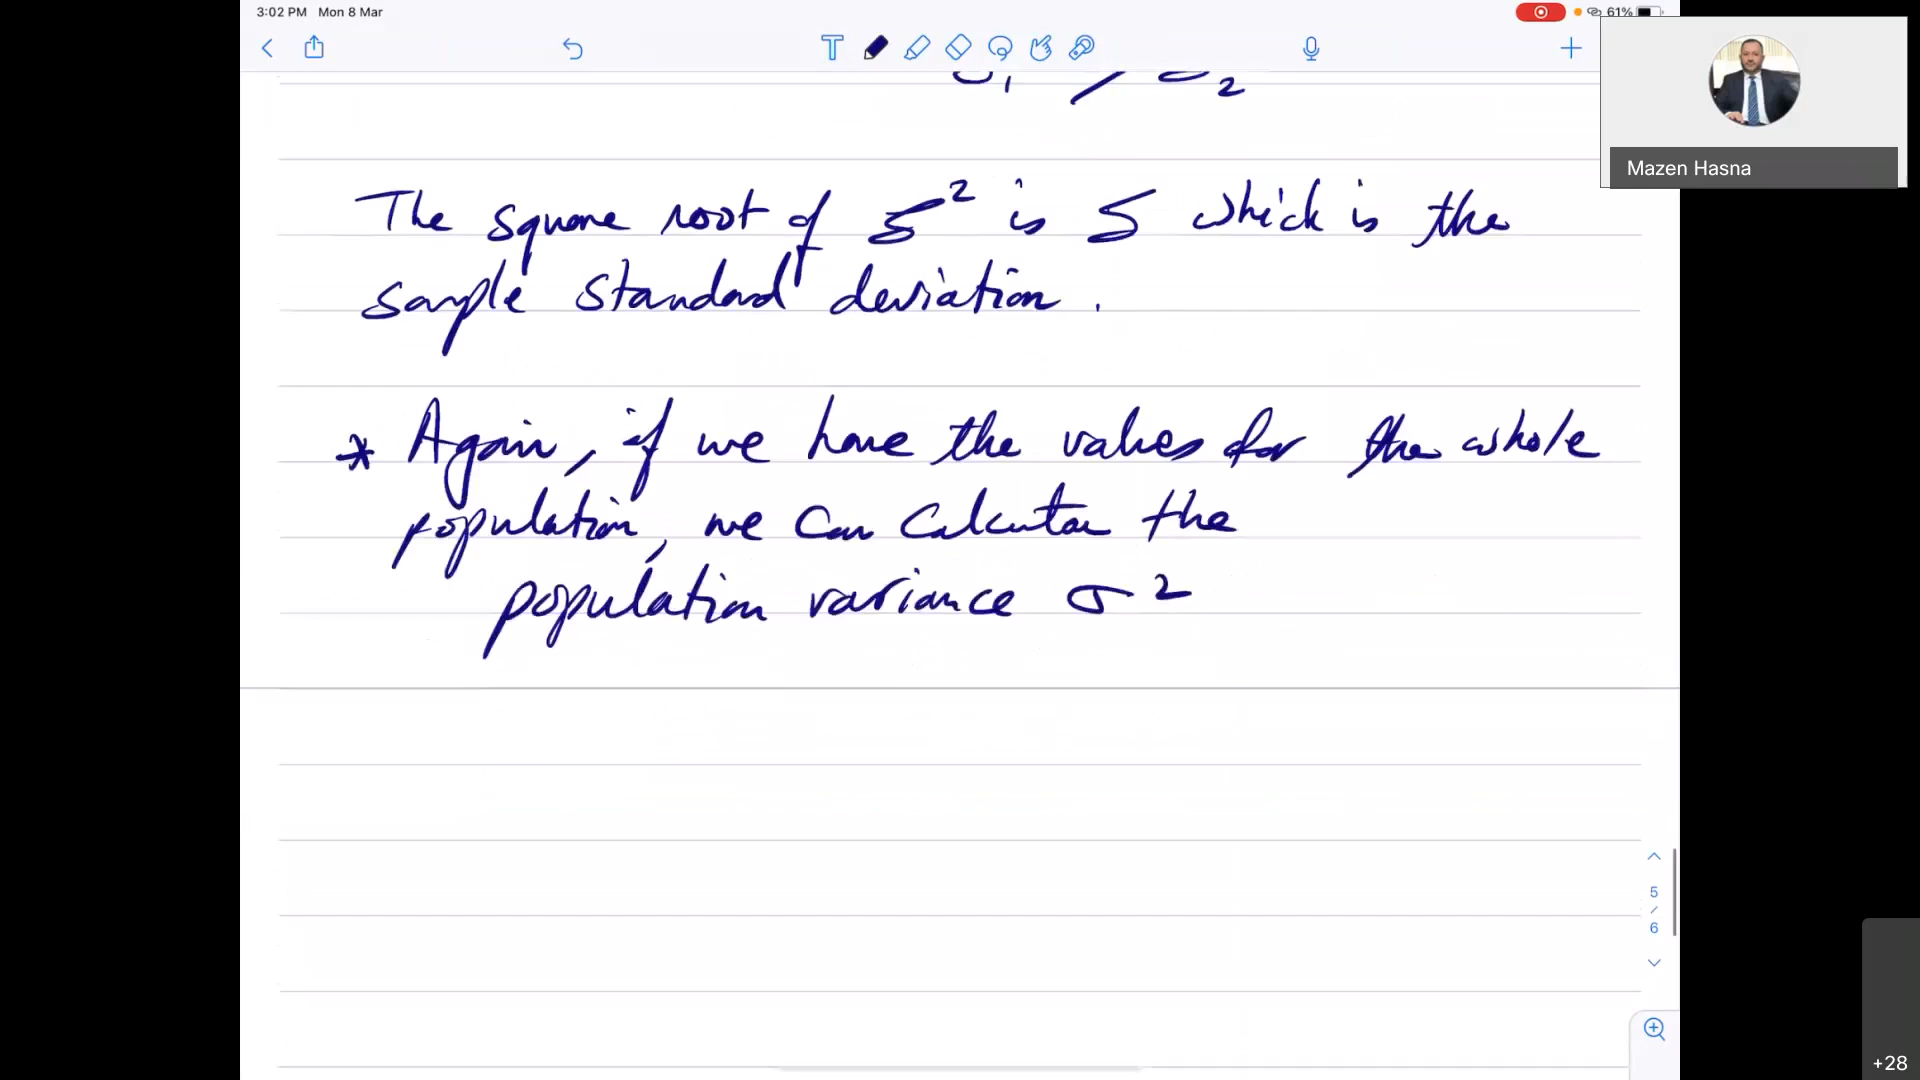 3:02 PM Mon 8 Mar
61%
Mazen Hasna
2
The square root of S² is S which is the
sample standard deviation.
* Again, if we have the values for the whole
population, we can calculate the
population variance σ²
5
/
6
+28